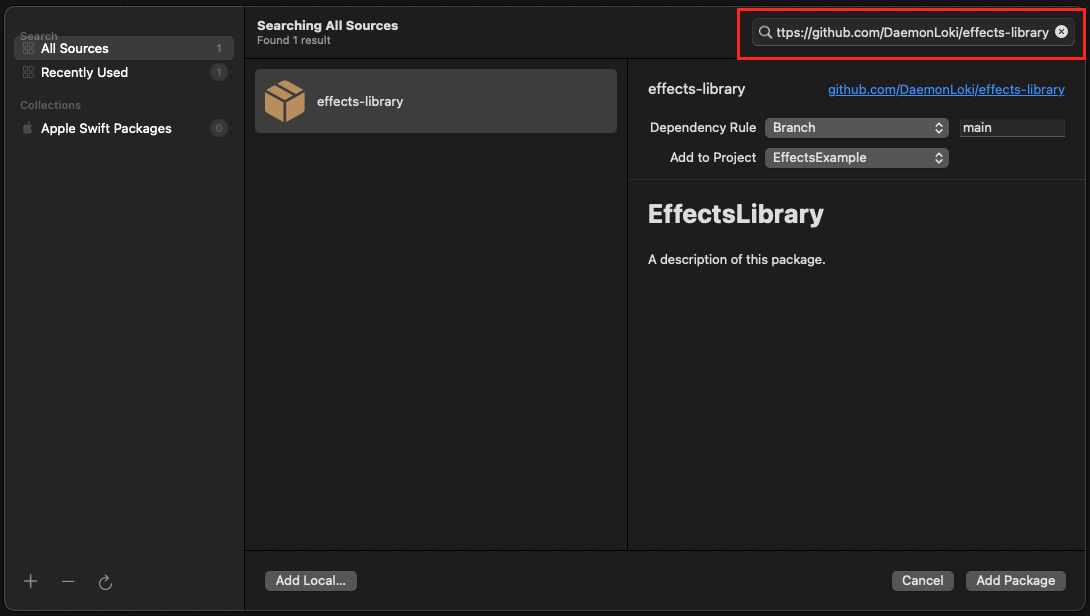 Search
All Sources 1
Recently Used 1
Collections
Apple Swift Packages 0
Searching All Sources
Found 1 result
ttps://github.com/DaemonLoki/effects-library
effects-library
effects-library github.com/DaemonLoki/effects-library
Dependency Rule Branch main
Add to Project EffectsExample
EffectsLibrary
A description of this package.
Add Local... Cancel Add Package